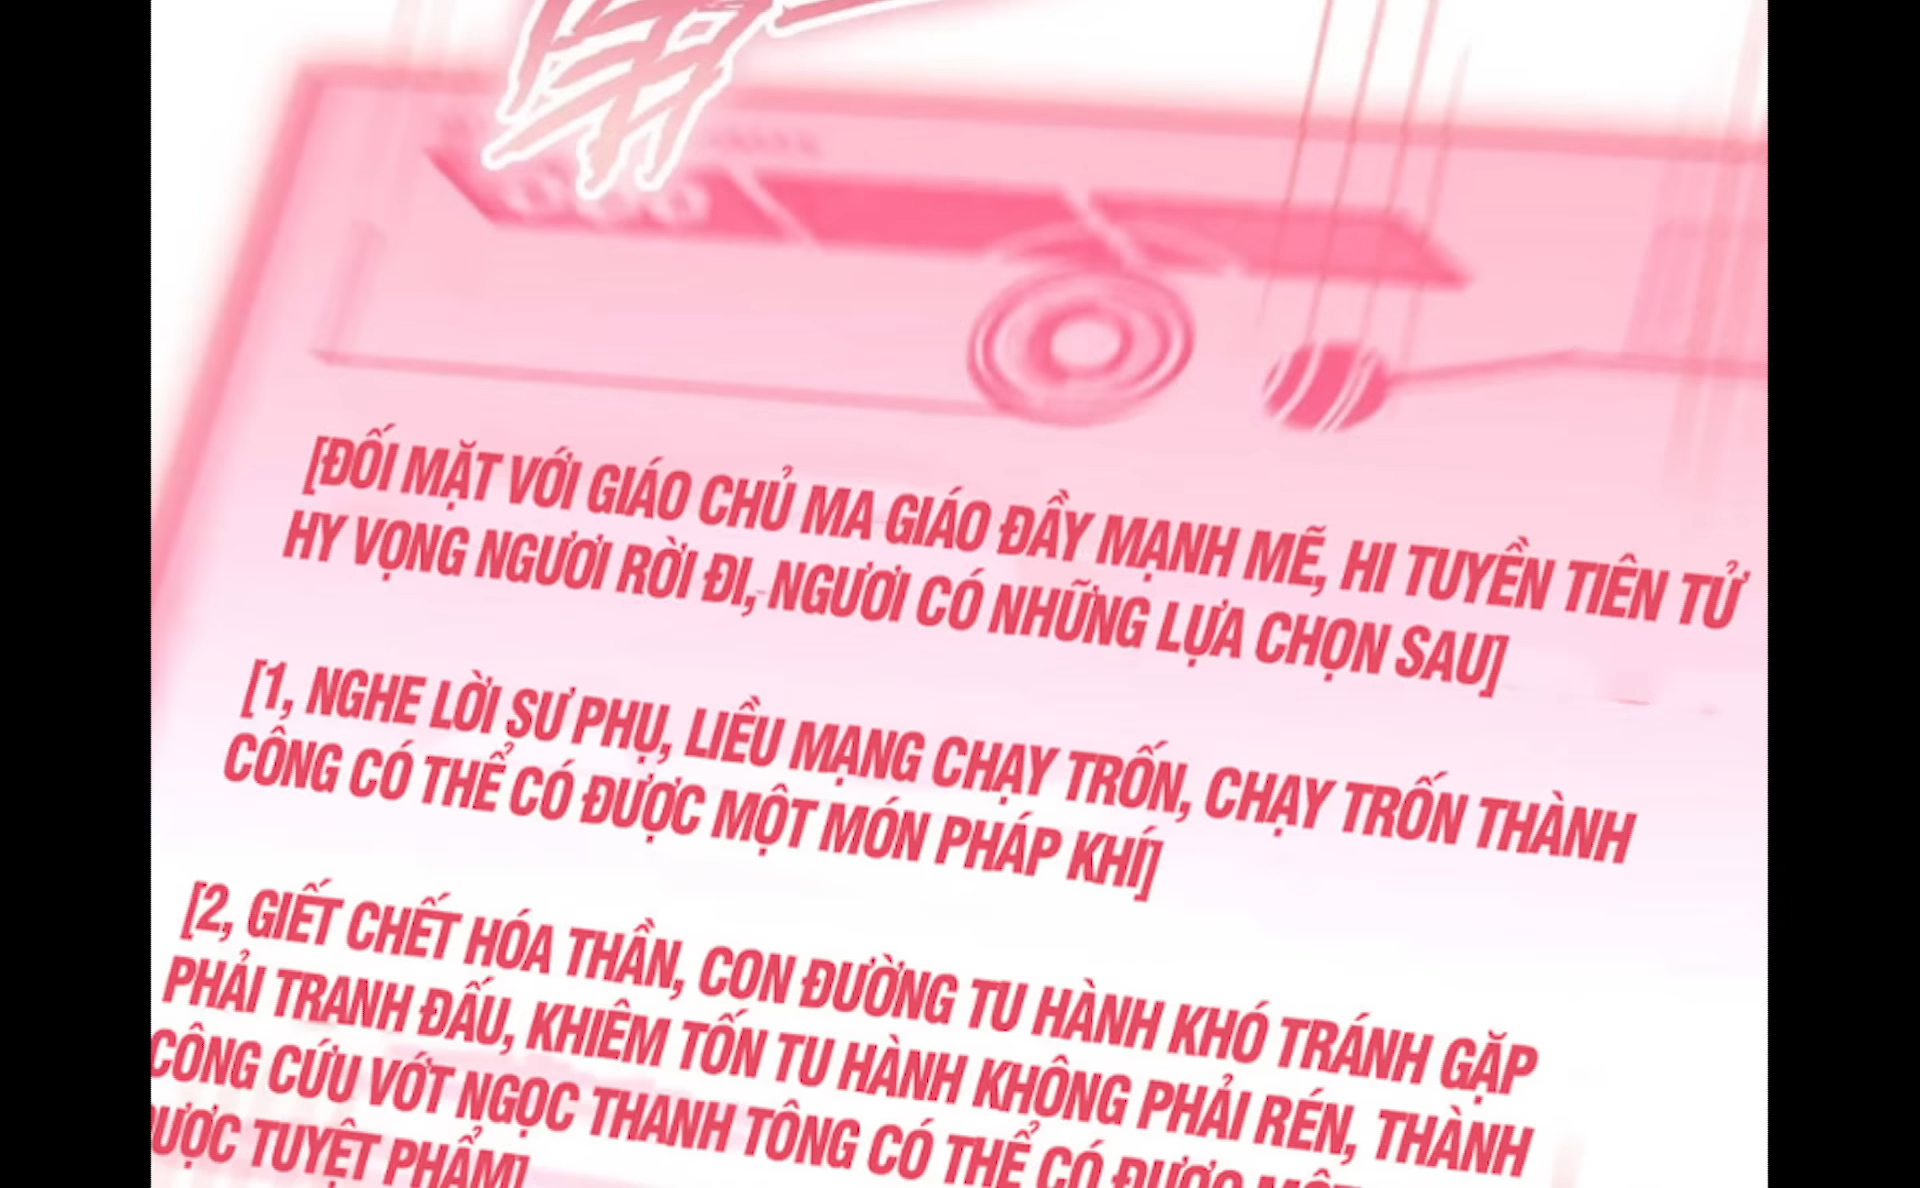 [ĐỐI MẶT VỚI GIÁO CHỦ MA GIÁO ĐẦY MẠNH MẼ, HI TUYỀN TIÊN TỬ
HY VỌNG NGƯƠI RỜI ĐI, NGƯƠI CÓ NHỮNG LỰA CHỌN SAU]
[1, NGHE LỜI SƯ PHỤ, LIỀU MẠNG CHẠY TRỐN, CHẠY TRỐN THÀNH
CÔNG CÓ THỂ CÓ ĐƯỢC MỘT MÓN PHÁP KHÍ]
[2, GIẾT CHẾT HÓA THẦN, CON ĐƯỜNG TU HÀNH KHÓ TRÁNH GẶP
PHẢI TRANH ĐẤU, KHIÊM TỐN TU HÀNH KHÔNG PHẢI RÉN, THÀNH
CÔNG CỨU VỚT NGỌC THANH TÔNG CÓ THỂ CÓ ĐƯỢC MỘT
TUYỆT PHẨM]